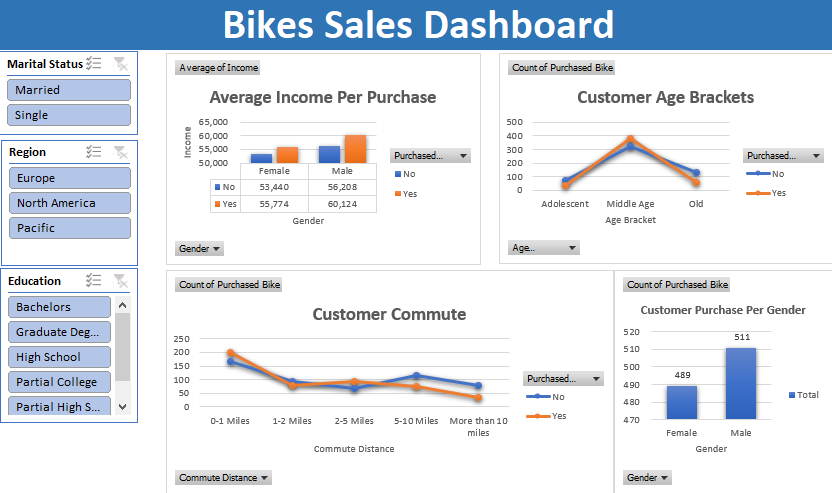 Bikes Sales Dashboard
Marital Status
Married
Single
Region
Europe
North America
Pacific
Education
Bachelors
Graduate Deg...
High School
Partial College
Partial High S...
Average of Income
Average Income Per Purchase
Income
65,000
60,000
55,000
50,000
Female Male
No 53,440 56,208
Yes 55,774 60,124
Gender
Purchased...
No
Yes
Gender
Count of Purchased Bike
Customer Age Brackets
500
400
300
200
100
0
Adolescent Middle Age Old
Age Bracket
Purchased...
No
Yes
Age...
Count of Purchased Bike
Customer Commute
250
200
150
100
50
0
0-1 Miles 1-2 Miles 2-5 Miles 5-10 Miles More than 10
miles
Commute Distance
Purchased...
No
Yes
Commute Distance
Count of Purchased Bike
Customer Purchase Per Gender
520
510
500
490
480
470
489
511
Female Male
Gender
Total
Gender